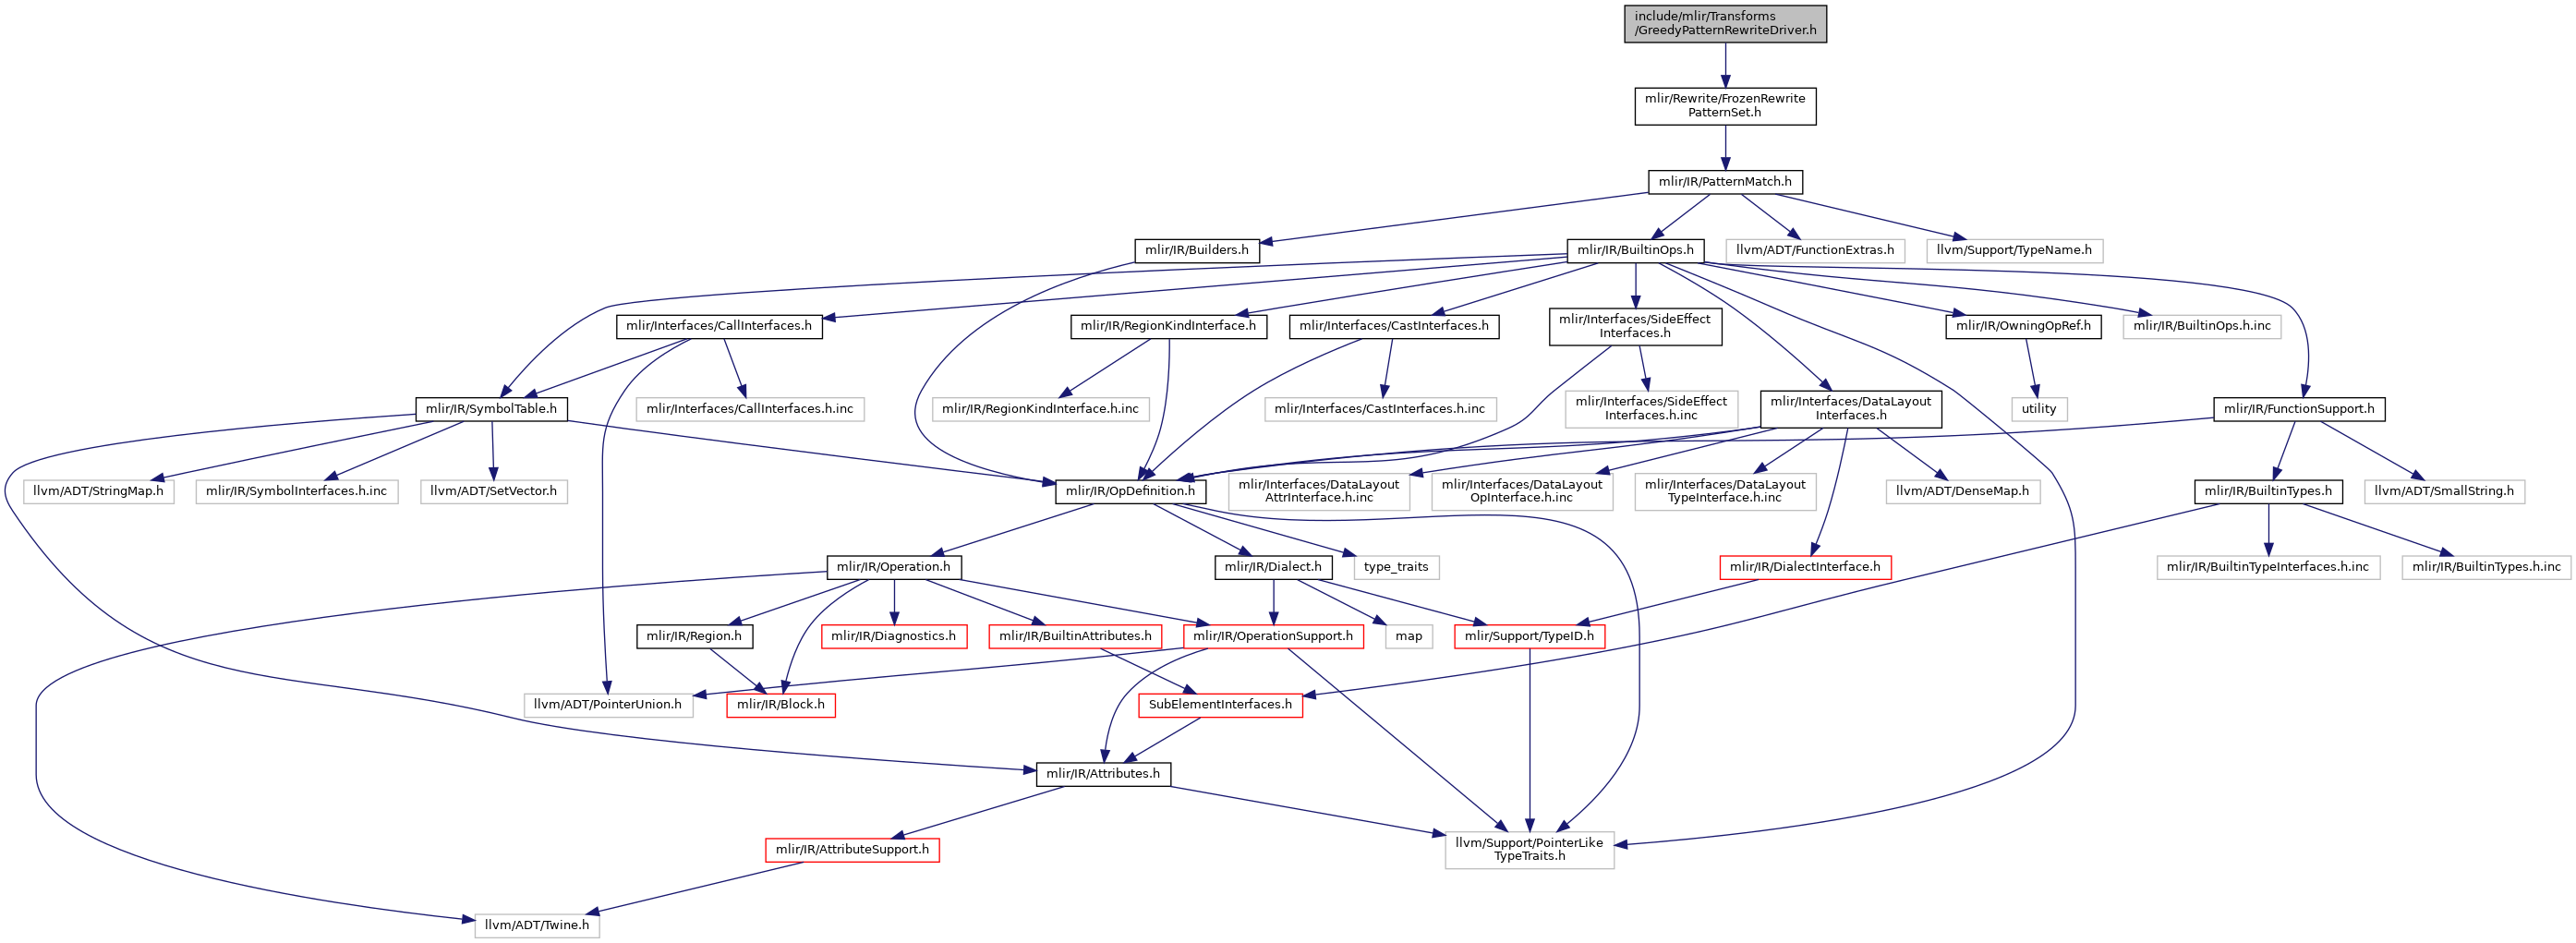 include/mlir/Transforms
/GreedyPatternRewriteDriver.h
mlir/Rewrite/FrozenRewrite
PatternSet.h
mlir/IR/PatternMatch.h
mlir/IR/Builders.h
mlir/IR/BuiltinOps.h
llvm/ADT/FunctionExtras.h
llvm/Support/TypeName.h
mlir/Interfaces/CallInterfaces.h
mlir/IR/RegionKindInterface.h
mlir/Interfaces/CastInterfaces.h
mlir/Interfaces/SideEffect
Interfaces.h
mlir/IR/OwningOpRef.h
mlir/IR/BuiltinOps.h.inc
mlir/IR/SymbolTable.h
mlir/Interfaces/CallInterfaces.h.inc
mlir/IR/RegionKindInterface.h.inc
mlir/Interfaces/CastInterfaces.h.inc
mlir/Interfaces/SideEffect
Interfaces.h.inc
mlir/Interfaces/DataLayout
Interfaces.h
utility
mlir/IR/FunctionSupport.h
llvm/ADT/StringMap.h
mlir/IR/SymbolInterfaces.h.inc
llvm/ADT/SetVector.h
mlir/IR/OpDefinition.h
mlir/Interfaces/DataLayout
AttrInterface.h.inc
mlir/Interfaces/DataLayout
OpInterface.h.inc
mlir/Interfaces/DataLayout
TypeInterface.h.inc
llvm/ADT/DenseMap.h
mlir/IR/BuiltinTypes.h
llvm/ADT/SmallString.h
mlir/IR/Operation.h
mlir/IR/Dialect.h
type_traits
mlir/IR/DialectInterface.h
mlir/IR/BuiltinTypeInterfaces.h.inc
mlir/IR/BuiltinTypes.h.inc
mlir/IR/Region.h
mlir/IR/Diagnostics.h
mlir/IR/BuiltinAttributes.h
mlir/IR/OperationSupport.h
map
mlir/Support/TypeID.h
llvm/ADT/PointerUnion.h
mlir/IR/Block.h
SubElementInterfaces.h
mlir/IR/Attributes.h
mlir/IR/AttributeSupport.h
llvm/Support/PointerLike
TypeTraits.h
llvm/ADT/Twine.h